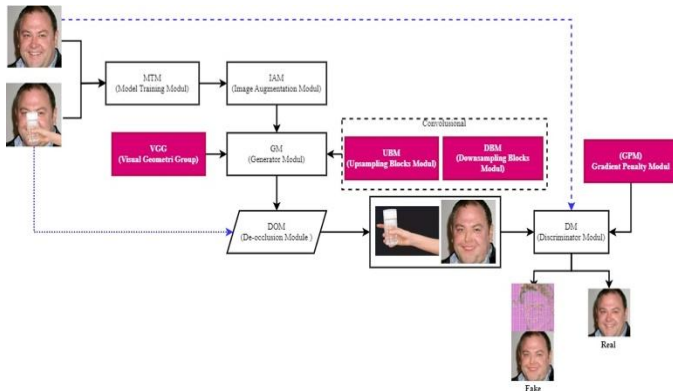 MTM
(Model Training Modul)
IAM
(Image Augmentation Modul)
Convolusional
VGG
(Visual Geometri Group)
GM
(Generator Modul)
UBM
(Upsampling Blocks Modul)
DBM
(Downsampling Blocks
Modul)
(GPM)
Gradient Penalty Modul
DOM
(De-occlusion Module )
DM
(Discriminator Modul)
Real
Fake